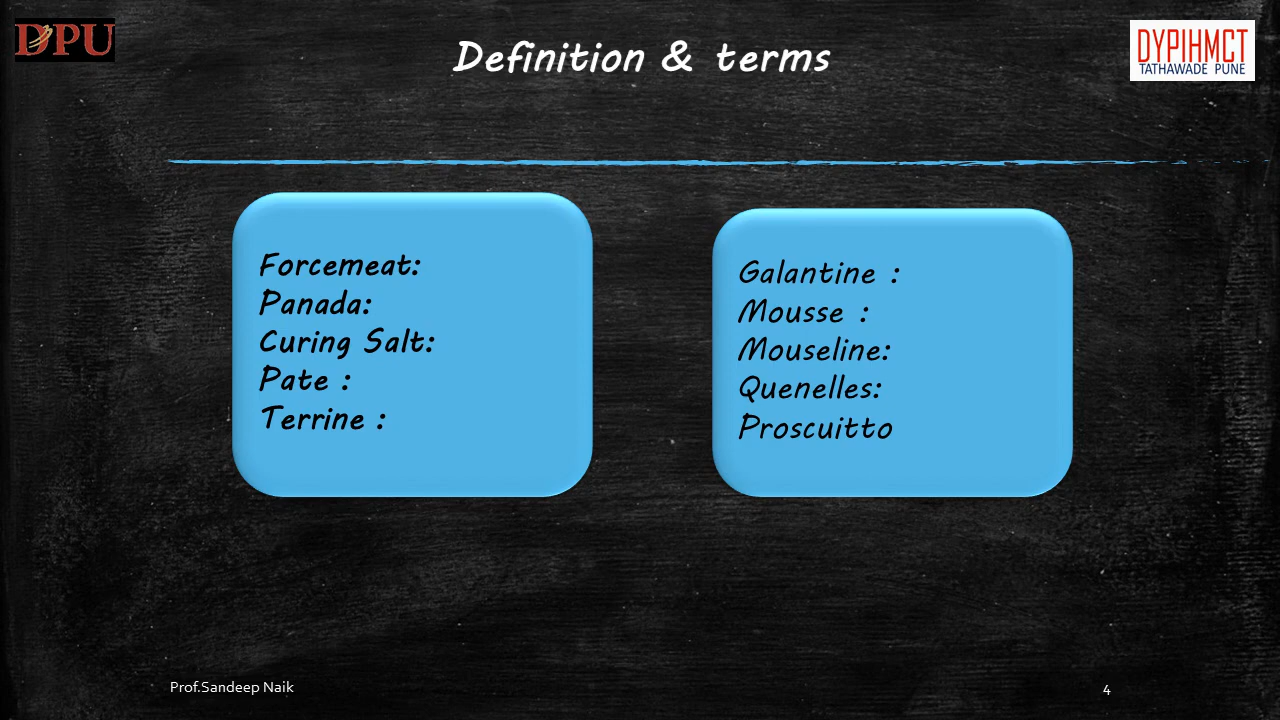 DPU
Definition & terms
DYPIHMCT
TATHAWADE PUNE
Forcemeat:
Panada:
Curing Salt:
Pate :
Terrine :
Galantine :
Mousse :
Mouseline:
Quenelles:
Proscuitto
Prof.Sandeep Naik
4